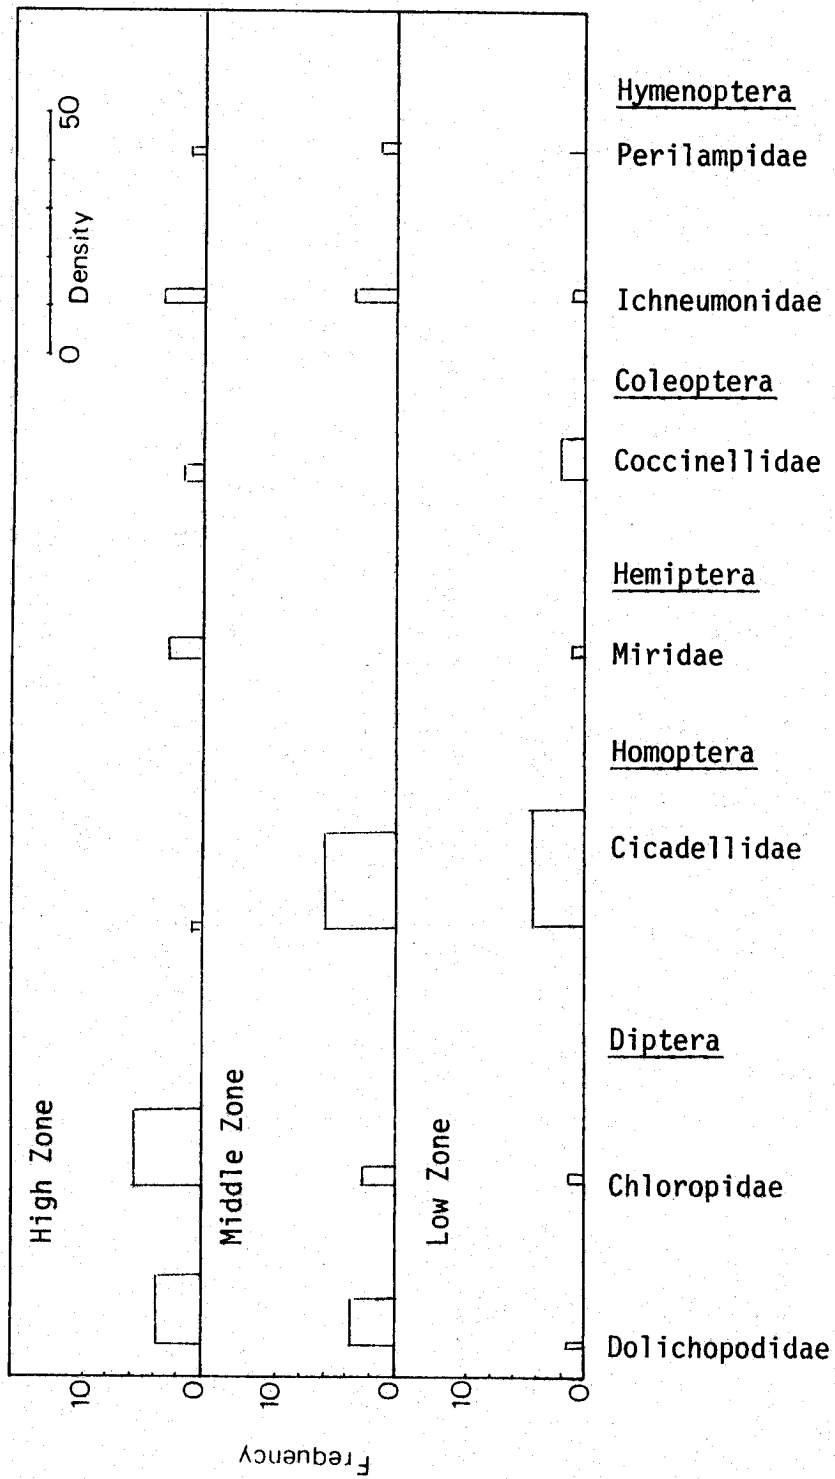 High Zone
0
50
Density
Middle Zone
Low Zone
10
0
10
0
10
0
Frequency
Hymenoptera
Perilampidae
Ichneumonidae
Coleoptera
Coccinellidae
Hemiptera
Miridae
Homoptera
Cicadellidae
Diptera
Chloropidae
Dolichopodidae